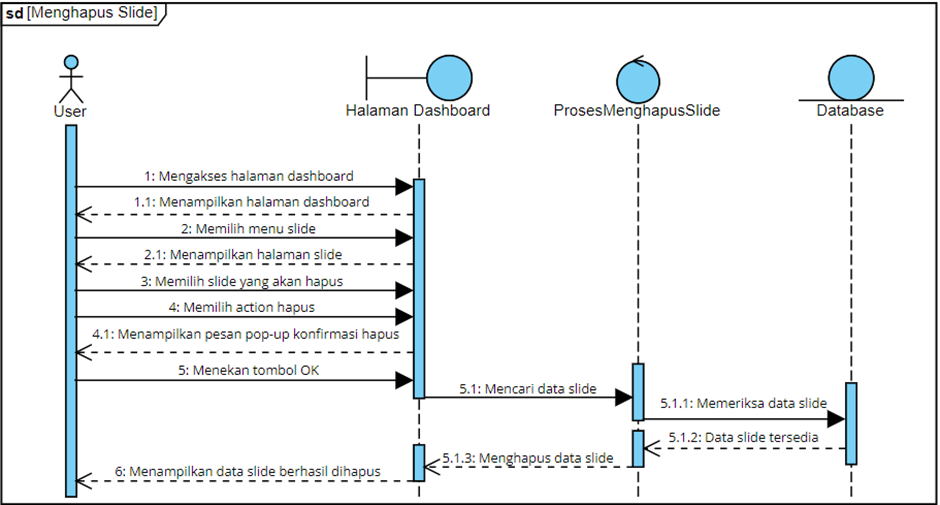 sd [Menghapus Slide]
User
Halaman Dashboard
ProsesMenghapusSlide
Database
1: Mengakses halaman dashboard
1.1: Menampilkan halaman dashboard
2: Memilih menu slide
2.1: Menampilkan halaman slide
3: Memilih slide yang akan hapus
4: Memilih action hapus
4.1: Menampilkan pesan pop-up konfirmasi hapus
5: Menekan tombol OK
5.1: Mencari data slide
5.1.1: Memeriksa data slide
5.1.2: Data slide tersedia
5.1.3: Menghapus data slide
6: Menampilkan data slide berhasil dihapus